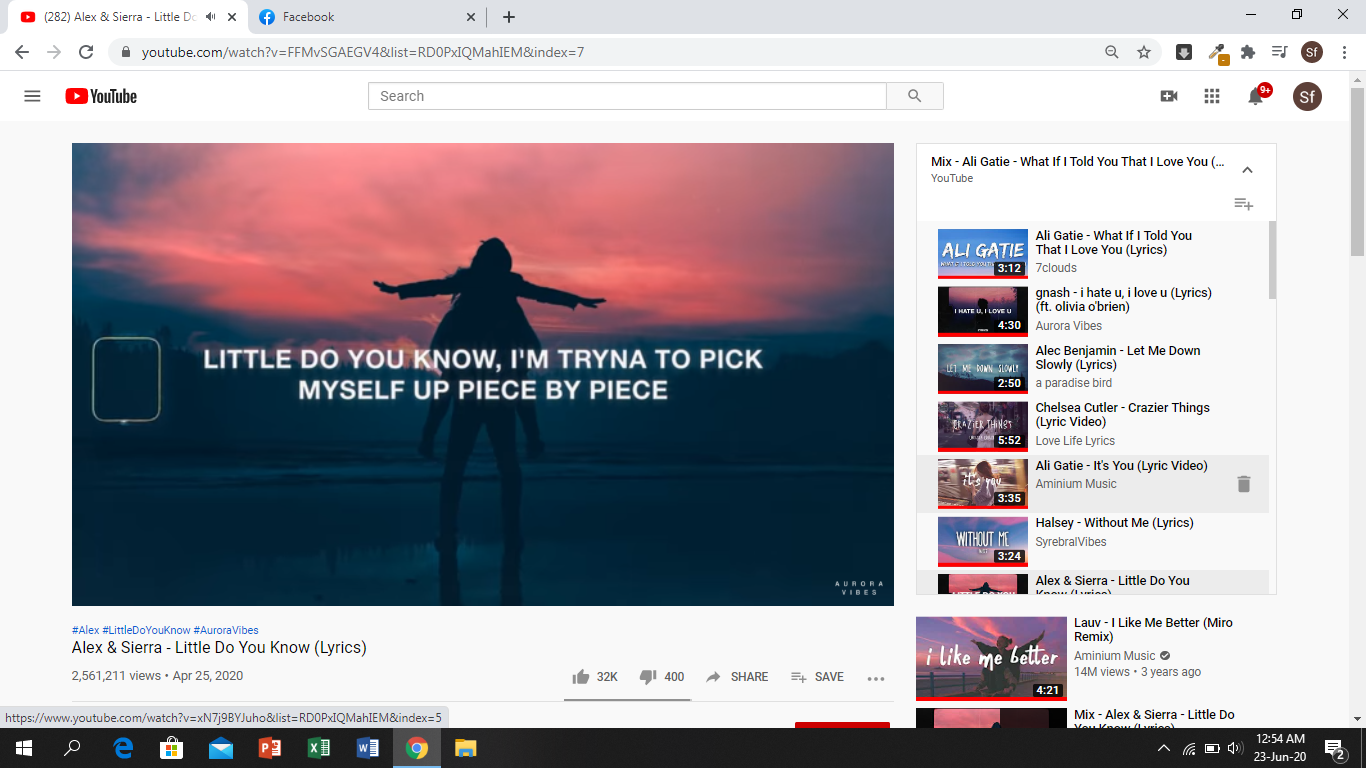 (282) Alex & Sierra - Little Do
Facebook
youtube.com/watch?v=FFMvSGAEGV4&list=RD0PxIQMahIEM&index=7
Sf
YouTube
Search
9+
Sf
LITTLE DO YOU KNOW, I'M TRYNA TO PICK
MYSELF UP PIECE BY PIECE
AURORA
VIBES
#Alex #LittleDoYouKnow #AuroraVibes
Alex & Sierra - Little Do You Know (Lyrics)
2,561,211 views • Apr 25, 2020
32K
400
SHARE
SAVE
Mix - Ali Gatie - What If I Told You That I Love You (...
YouTube
ALI GATIE
3:12
Ali Gatie - What If I Told You
That I Love You (Lyrics)
7clouds
I HATE U, I LOVE U
4:30
gnash - i hate u, i love u (Lyrics)
(ft. olivia o'brien)
Aurora Vibes
LET ME DOWN SLOWLY
2:50
Alec Benjamin - Let Me Down
Slowly (Lyrics)
a paradise bird
CRAZIER THINGS
5:52
Chelsea Cutler - Crazier Things
(Lyric Video)
Love Life Lyrics
it's you
3:35
Ali Gatie - It's You (Lyric Video)
Aminium Music
WITHOUT ME
3:24
Halsey - Without Me (Lyrics)
SyrebralVibes
Alex & Sierra - Little Do You
Know (Lyrics)
i like me better
4:21
Lauv - I Like Me Better (Miro
Remix)
Aminium Music
14M views • 3 years ago
Mix - Alex & Sierra - Little Do
You Know (Lyrics)
https://www.youtube.com/watch?v=xN7j9BYJuho&list=RD0PxIQMahIEM&index=5
12:54 AM
23-Jun-20
2